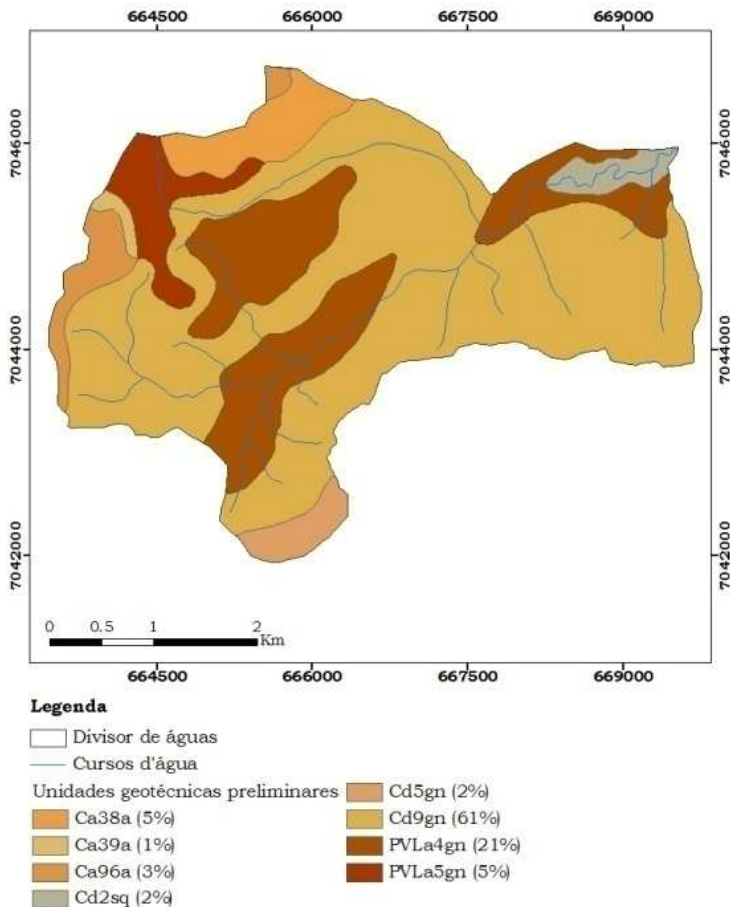 664500 666000 667500 669000
7046000 7046000
7044000 7044000
7042000 7042000
0 0.5 1 2
Km
664500 666000 667500 669000
Legenda
Divisor de águas
Cursos d'água
Unidades geotécnicas preliminares
Ca38a (5%)
Ca39a (1%)
Ca96a (3%)
Cd2sq (2%)
Cd5gn (2%)
Cd9gn (61%)
PVLa4gn (21%)
PVLa5gn (5%)